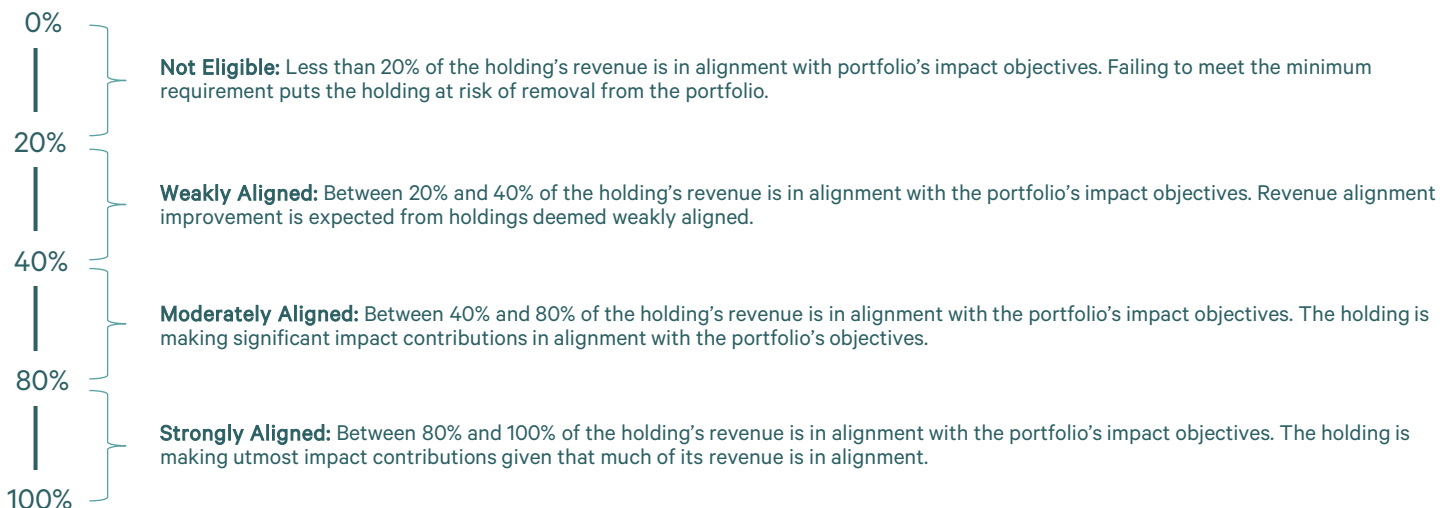 0%
Not Eligible: Less than 20% of the holding’s revenue is in alignment with portfolio’s impact objectives. Failing to meet the minimum
requirement puts the holding at risk of removal from the portfolio.
20%
Weakly Aligned: Between 20% and 40% of the holding’s revenue is in alignment with the portfolio’s impact objectives. Revenue alignment
improvement is expected from holdings deemed weakly aligned.
40%
Moderately Aligned: Between 40% and 80% of the holding’s revenue is in alignment with the portfolio’s impact objectives. The holding is
making significant impact contributions in alignment with the portfolio’s objectives.
80%
Strongly Aligned: Between 80% and 100% of the holding’s revenue is in alignment with the portfolio’s impact objectives. The holding is
making utmost impact contributions given that much of its revenue is in alignment.
100%